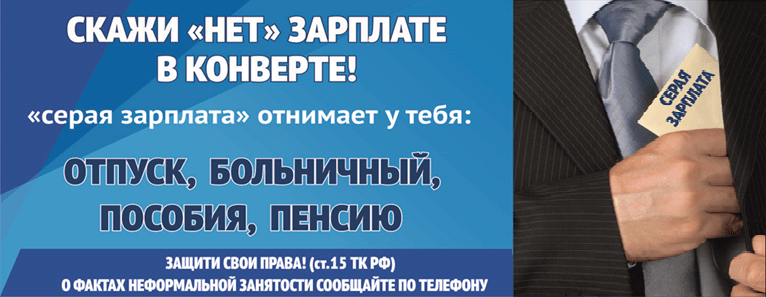 СКАЖИ «НЕТ» ЗАРПЛАТЕ
В КОНВЕРТЕ!
«серая зарплата» отнимает у тебя:
ОТПУСК, БОЛЬНИЧНЫЙ,
ПОСОБИЯ, ПЕНСИЮ
ЗАЩИТИ СВОИ ПРАВА! (ст.15 ТК РФ)
О ФАКТАХ НЕФОРМАЛЬНОЙ ЗАНЯТОСТИ СООБЩАЙТЕ ПО ТЕЛЕФОНУ
СЕРАЯ
ЗАРПЛАТА